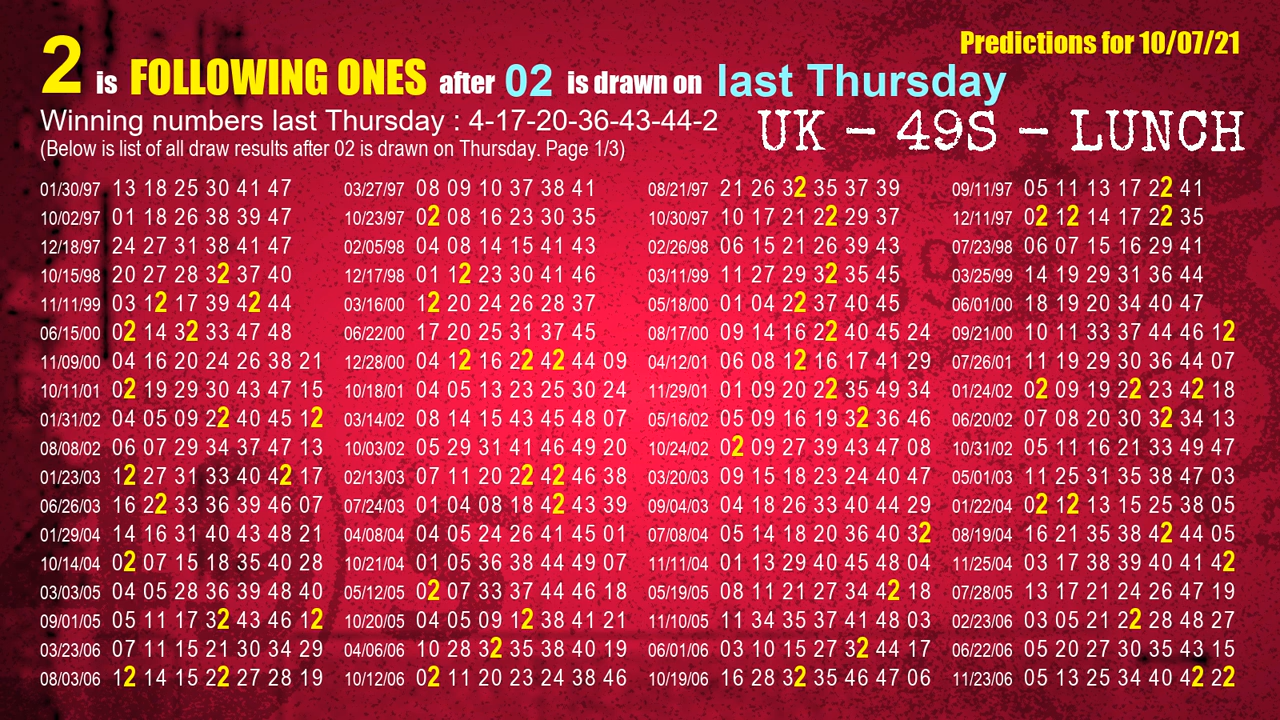 Predictions for 10/07/21
2 is FOLLOWING ONES after 02 is drawn on last Thursday
Winning numbers last Thursday : 4-17-20-36-43-44-2
UK - 49S - LUNCH
(Below is list of all draw results after 02 is drawn on Thursday. Page 1/3)
01/30/97 13 18 25 30 41 47 03/27/97 08 09 10 37 38 41 08/21/97 21 26 32 35 37 39 09/11/97 05 11 13 17 22 41
10/02/97 01 18 26 38 39 47 10/23/97 02 08 16 23 30 35 10/30/97 10 17 21 22 29 37 12/11/97 02 12 14 17 22 35
12/18/97 24 27 31 38 41 47 02/05/98 04 08 14 15 41 43 02/26/98 06 15 21 26 39 43 07/23/98 06 07 15 16 29 41
10/15/98 20 27 28 32 37 40 12/17/98 01 12 23 30 41 46 03/11/99 11 27 29 32 35 45 03/25/99 14 19 29 31 36 44
11/11/99 03 12 17 39 42 44 03/16/00 12 20 24 26 28 37 05/18/00 01 04 22 37 40 45 06/01/00 18 19 20 34 40 47
06/15/00 02 14 32 33 47 48 06/22/00 17 20 25 31 37 45 08/17/00 09 14 16 22 40 45 24 09/21/00 10 11 33 37 44 46 12
11/09/00 04 16 20 24 26 38 21 12/28/00 04 12 16 22 42 44 09 04/12/01 06 08 12 16 17 41 29 07/26/01 11 19 29 30 36 44 07
10/11/01 02 19 29 30 43 47 15 10/18/01 04 05 13 23 25 30 24 11/29/01 01 09 20 22 35 49 34 01/24/02 02 09 19 22 23 42 18
01/31/02 04 05 09 22 40 45 12 03/14/02 08 14 15 43 45 48 07 05/16/02 05 09 16 19 32 36 46 06/20/02 07 08 20 30 32 34 13
08/08/02 06 07 29 34 37 47 13 10/03/02 05 29 31 41 46 49 20 10/24/02 02 09 27 39 43 47 08 10/31/02 05 11 16 21 33 49 47
01/23/03 12 27 31 33 40 42 17 02/13/03 07 11 20 22 42 46 38 03/20/03 09 15 18 23 24 40 47 05/01/03 11 25 31 35 38 47 03
06/26/03 16 22 33 36 39 46 07 07/24/03 01 04 08 18 42 43 39 09/04/03 04 18 26 33 40 44 29 01/22/04 02 12 13 15 25 38 05
01/29/04 14 16 31 40 43 48 21 04/08/04 04 05 24 26 41 45 01 07/08/04 05 14 18 20 36 40 32 08/19/04 16 21 35 38 42 44 05
10/14/04 02 07 15 18 35 40 28 10/21/04 01 05 36 38 44 49 07 11/11/04 01 13 29 40 45 48 04 11/25/04 03 17 38 39 40 41 42
03/03/05 04 05 28 36 39 48 40 05/12/05 02 07 33 37 44 46 18 05/19/05 08 11 21 27 34 42 18 07/28/05 13 17 21 24 26 47 19
09/01/05 05 11 17 32 43 46 12 10/20/05 04 05 09 12 38 41 21 11/10/05 11 34 35 37 41 48 03 02/23/06 03 05 21 22 28 48 27
03/23/06 07 11 15 21 30 34 29 04/06/06 10 28 32 35 38 40 19 06/01/06 03 10 15 27 32 44 17 06/22/06 05 20 27 30 35 43 15
08/03/06 12 14 15 22 27 28 19 10/12/06 02 11 20 23 24 38 46 10/19/06 16 28 32 35 46 47 06 11/23/06 05 13 25 34 40 42 22